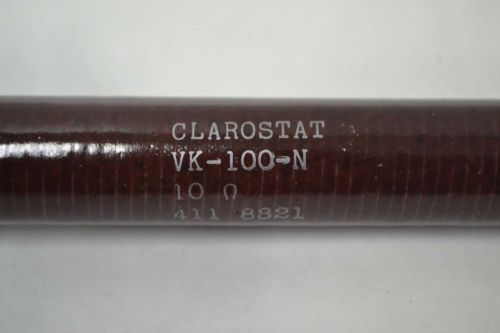 CLAROSTAT
VK-100-N
10 Ω
411 8821